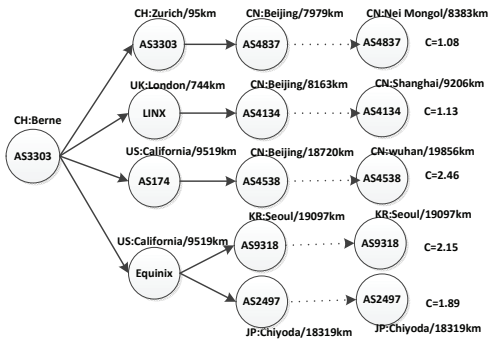 CH:Zurich/95km CN:Beijing/7979km CN:Nei Mongol/8383km
AS3303 AS4837 AS4837 C=1.08
UK:London/744km CN:Beijing/8163km CN:Shanghai/9206km
LINX AS4134 AS4134 C=1.13
CH:Berne
AS3303
US:California/9519km CN:Beijing/18720km CN:wuhan/19856km
AS174 AS4538 AS4538 C=2.46
KR:Seoul/19097km KR:Seoul/19097km
US:California/9519km AS9318 AS9318 C=2.15
Equinix
AS2497 AS2497 C=1.89
JP:Chiyoda/18319km JP:Chiyoda/18319km